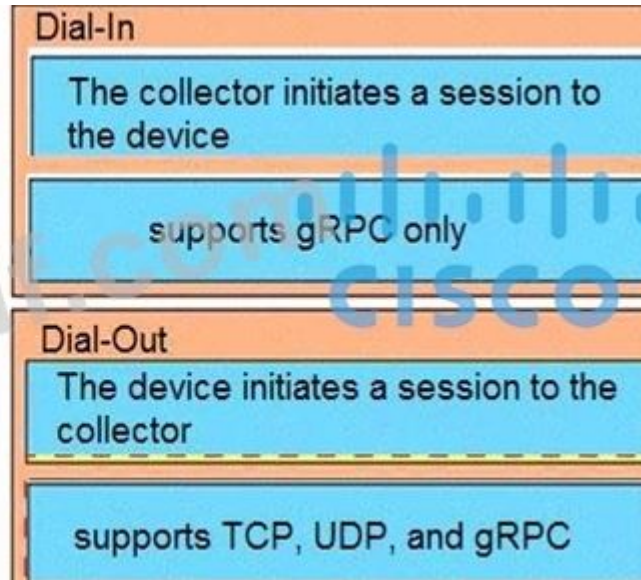 Dial-In
The collector initiates a session to
the device
supports gRPC only
CISCO
Dial-Out
The device initiates a session to the
collector
supports TCP, UDP, and gRPC